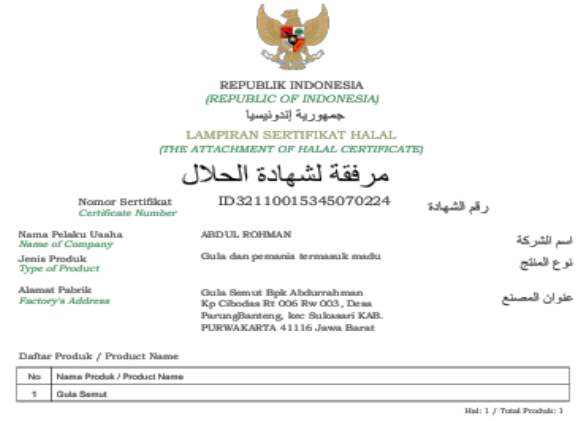 REPUBLIK INDONESIA
(REPUBLIC OF INDONESIA)
جمهورية إندونيسيا
LAMPIRAN SERTIFIKAT HALAL
(THE ATTACHMENT OF HALAL CERTIFICATE)
مرفقة لشهادة الحلال
Nomor Sertifikat ID32110015345070224 رقم الشهادة
Certificate Number
Nama Pelaku Usaha ABDUL ROHMAN اسم الشركة
Name of Company
Jenis Produk Gula dan pemanis termasuk madu نوع المنتج
Type of Product
Alamat Pabrik Gula Semut Bpk Abdurrahman عنوان المصنع
Factory's Address Kp Cibodas Rt 006 Rw 003, Desa
ParungBanteng, kec Sukasari KAB.
PURWAKARTA 41116 Jawa Barat
Daftar Produk / Product Name
No Nama Produk / Product Name
1 Gula Semut
Hal: 1 / Total Produk: 1